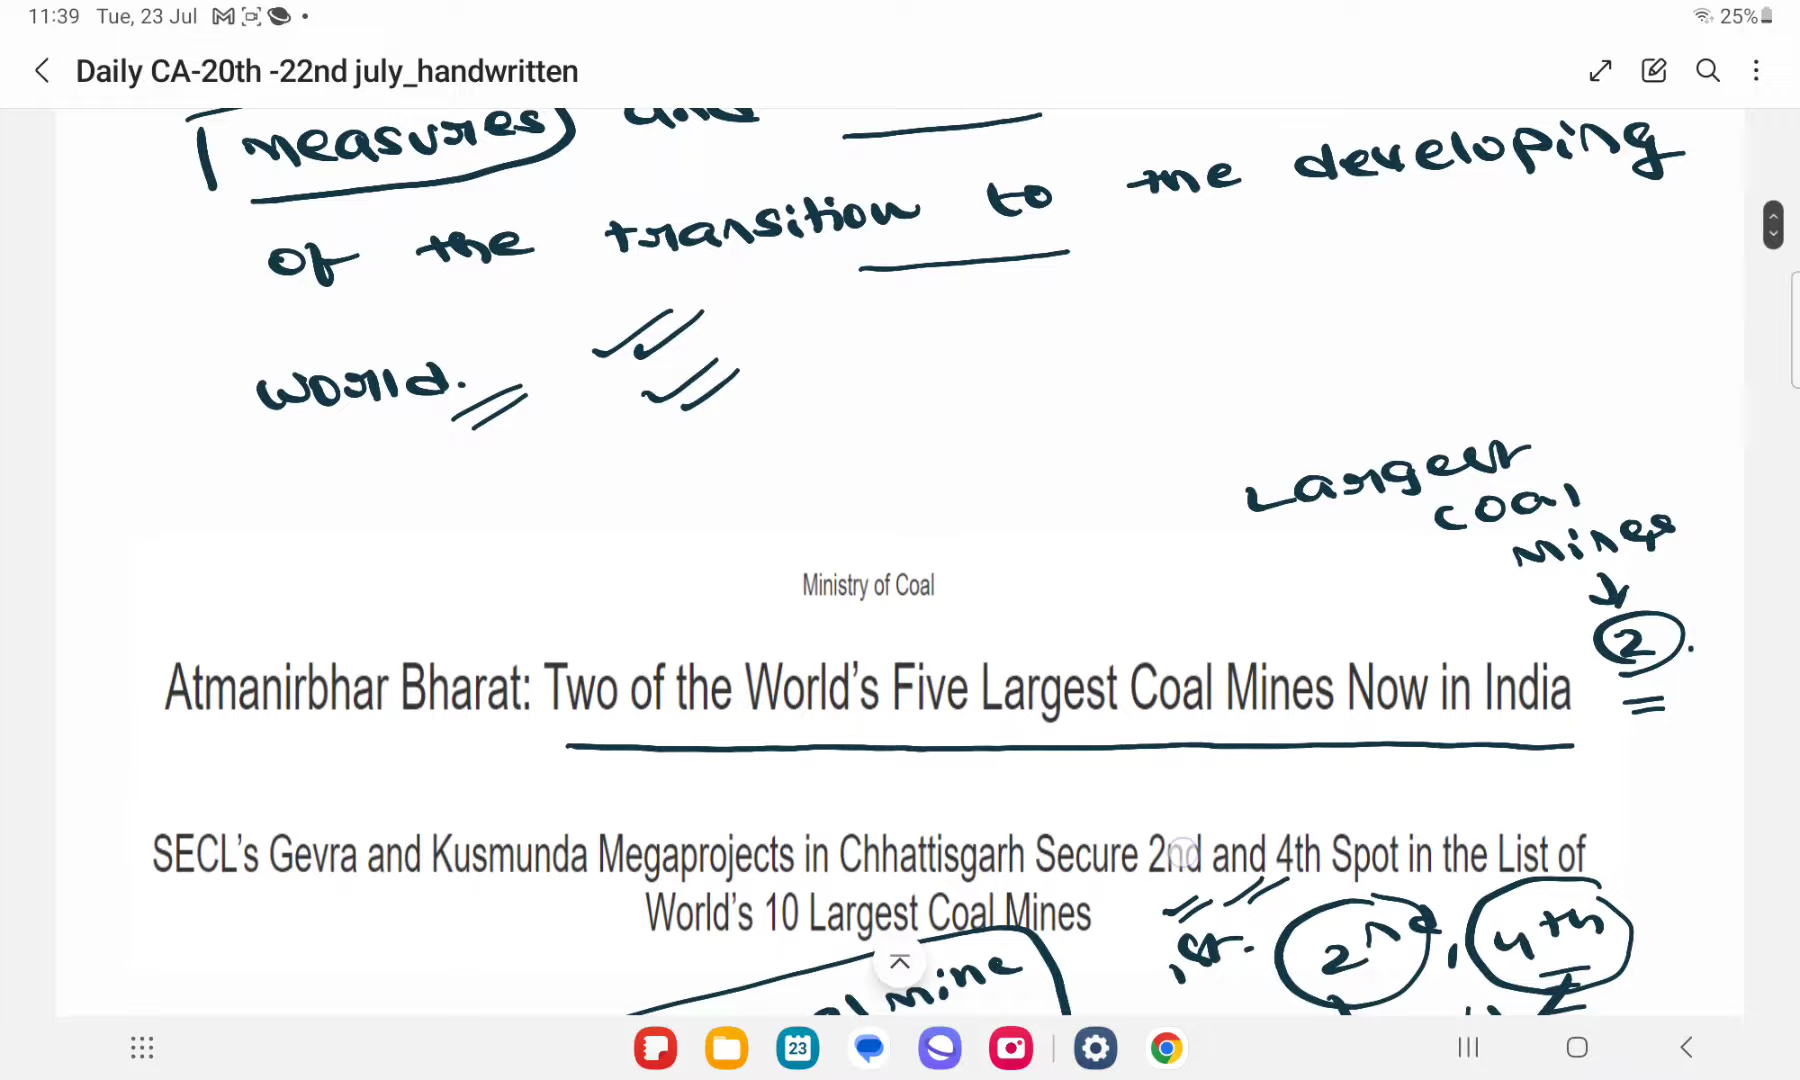 11:39 Tue, 23 Jul
25%
Daily CA-20th -22nd july_handwritten
measures)
of the transition to the developing
world.
Largest
coal
mines
2.
Ministry of Coal
Atmanirbhar Bharat: Two of the World's Five Largest Coal Mines Now in India
SECL's Gevra and Kusmunda Megaprojects in Chhattisgarh Secure 2nd and 4th Spot in the List of
World's 10 Largest Coal Mines
2nd, 4th
mine
23